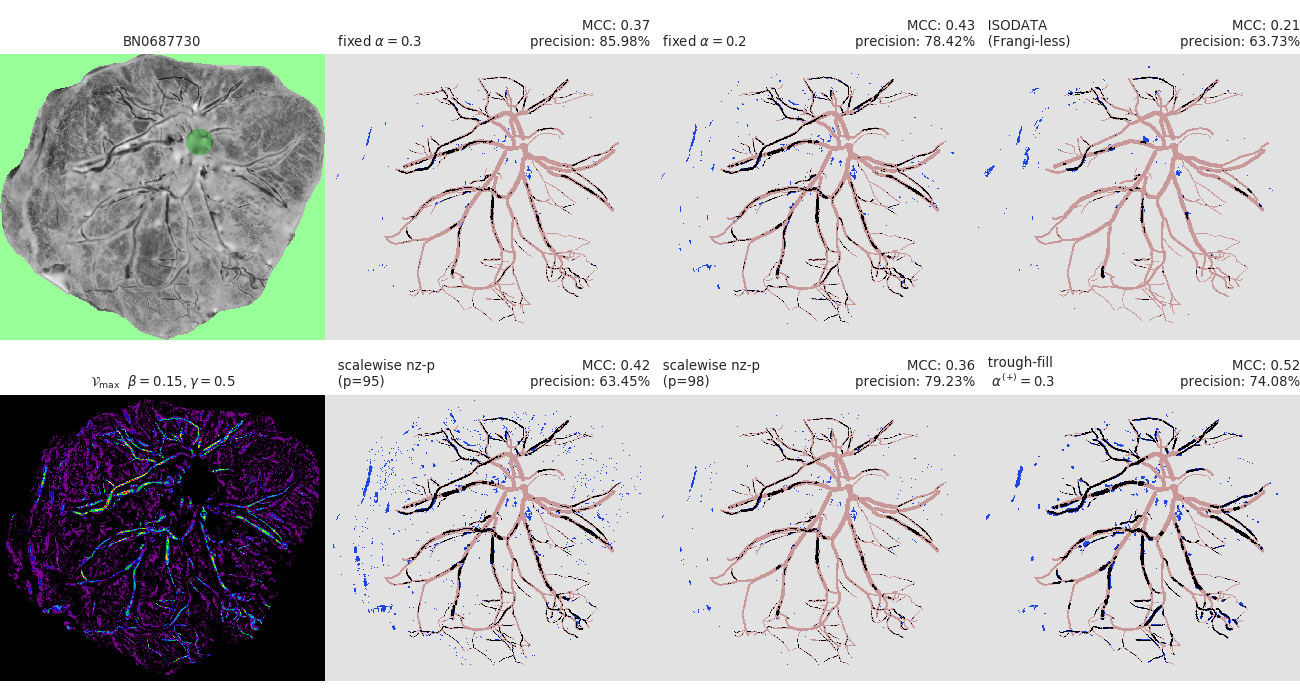 BN0687730
fixed α = 0.3
MCC: 0.37
precision: 85.98%
fixed α = 0.2
MCC: 0.43
precision: 78.42%
ISODATA
(Frangi-less)
MCC: 0.21
precision: 63.73%
𝒱max β = 0.15, γ = 0.5
scalewise nz-p
(p=95)
MCC: 0.42
precision: 63.45%
scalewise nz-p
(p=98)
MCC: 0.36
precision: 79.23%
trough-fill
α(+) = 0.3
MCC: 0.52
precision: 74.08%